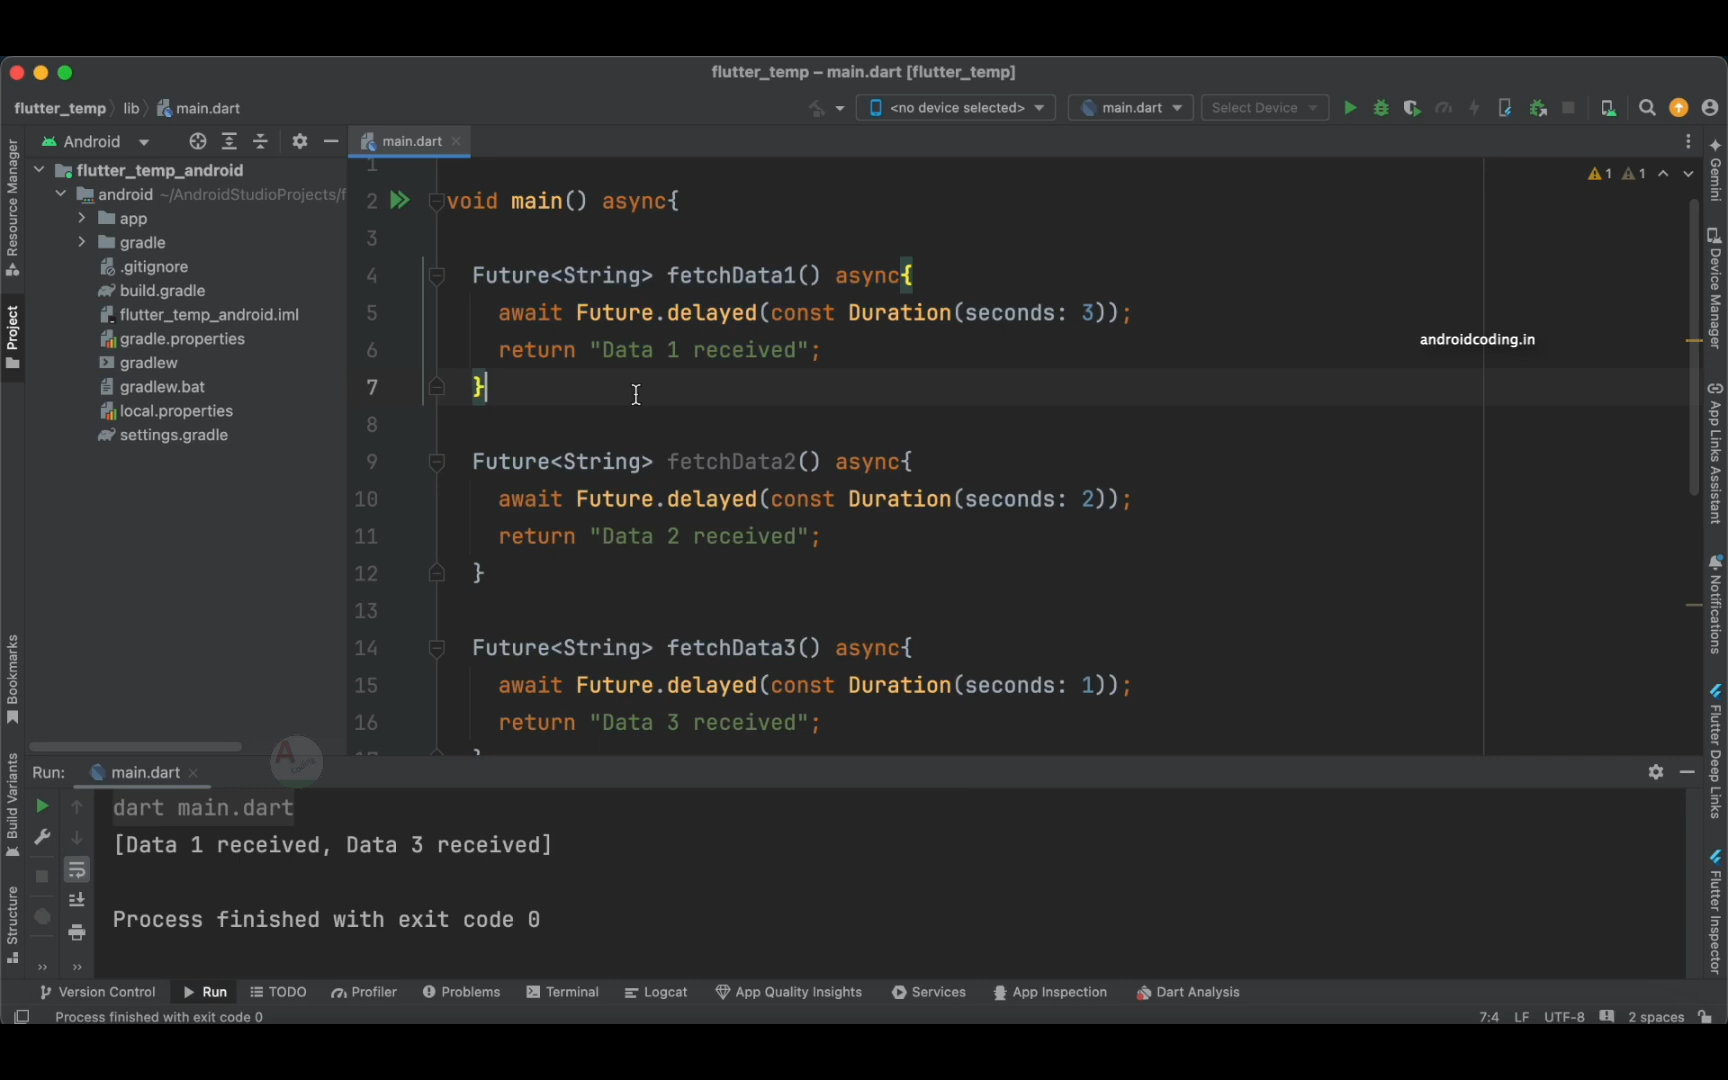 flutter_temp – main.dart [flutter_temp]
flutter_temp lib main.dart
<no device selected> main.dart Select Device
Android
main.dart
Resource Manager
Project
Bookmarks
Build Variants
Structure
flutter_temp_android
android ~/AndroidStudioProjects/f
app
gradle
.gitignore
build.gradle
flutter_temp_android.iml
gradle.properties
gradlew
gradlew.bat
local.properties
settings.gradle
1
2 void main() async{
3
4 Future<String> fetchData1() async{
5 await Future.delayed(const Duration(seconds: 3));
6 return "Data 1 received";
7 }
8
9 Future<String> fetchData2() async{
10 await Future.delayed(const Duration(seconds: 2));
11 return "Data 2 received";
12 }
13
14 Future<String> fetchData3() async{
15 await Future.delayed(const Duration(seconds: 1));
16 return "Data 3 received";
1 1
androidcoding.in
Gemini
Device Manager
App Links Assistant
Notifications
Flutter Deep Links
Flutter Inspector
Run: main.dart
A Coding
dart main.dart
[Data 1 received, Data 3 received]
Process finished with exit code 0
Version Control Run TODO Profiler Problems Terminal Logcat App Quality Insights Services App Inspection Dart Analysis
Process finished with exit code 0
7:4 LF UTF-8 2 spaces